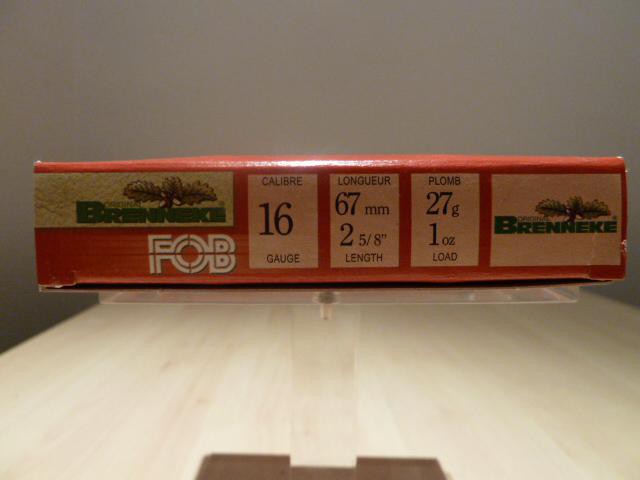 ORIGINAL
BRENNEKE®
FOB
CALIBRE
16
GAUGE
LONGUEUR
67 mm
2 5/8"
LENGTH
PLOMB
27g
1 oz
LOAD
ORIGINAL
BRENNEKE®